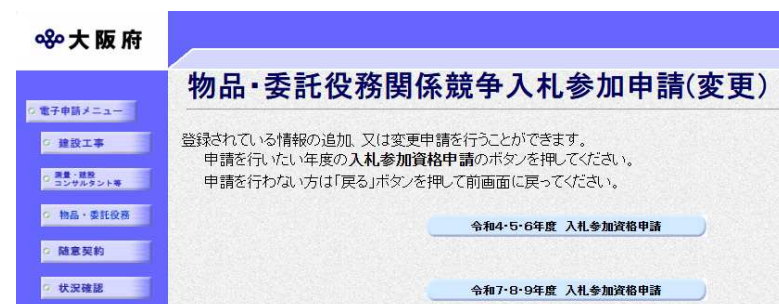 大阪府
物品・委託役務関係競争入札参加申請(変更)
電子申請メニュー
建設工事
測量・建設
コンサルタント等
物品・委託役務
随意契約
状況確認
登録されている情報の追加、又は変更申請を行うことができます。
申請を行いたい年度の入札参加資格申請のボタンを押してください。
申請を行わない方は「戻る」ボタンを押して前画面に戻ってください。
令和4・5・6年度 入札参加資格申請
令和7・8・9年度 入札参加資格申請